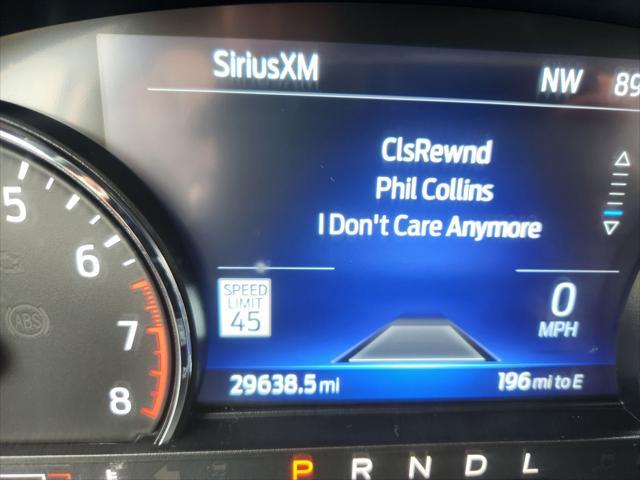 SiriusXM
NW 89
ClsRewnd
Phil Collins
I Don't Care Anymore
5
6
7
8
ABS
SPEED
LIMIT
45
0
MPH
29638.5 mi
196 mi to E
P R N D L